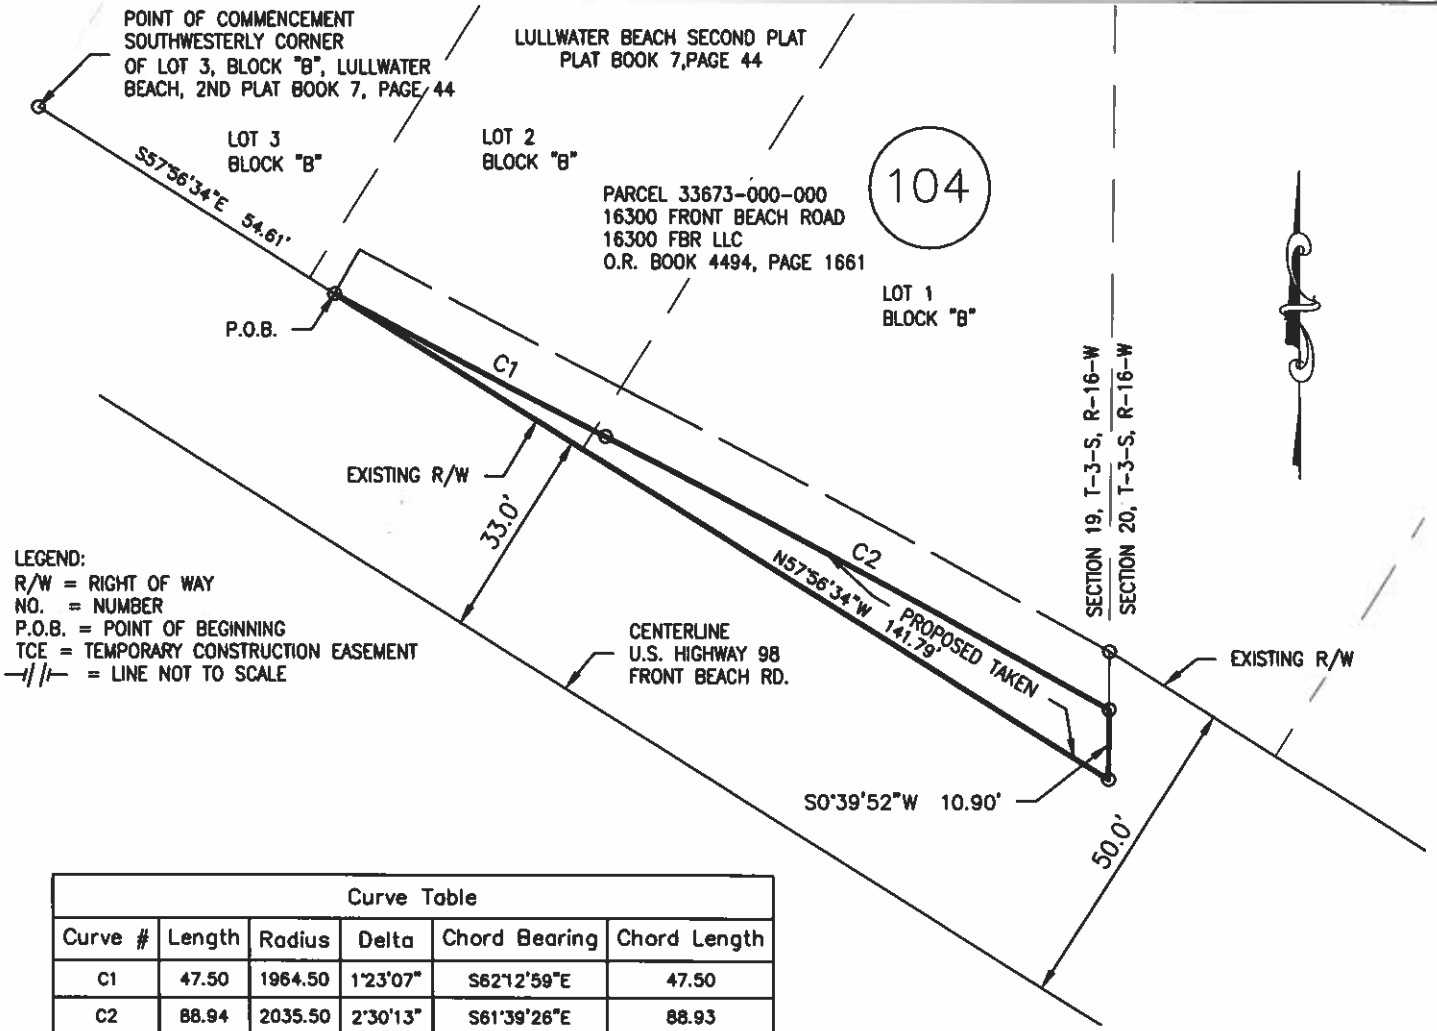 POINT OF COMMENCEMENT
SOUTHWESTERLY CORNER
OF LOT 3, BLOCK "B", LULLWATER
BEACH, 2ND PLAT BOOK 7, PAGE 44
LULLWATER BEACH SECOND PLAT
PLAT BOOK 7,PAGE 44
LOT 3
BLOCK "B"
LOT 2
BLOCK "B"
104
S57°56'34"E 54.61'
PARCEL 33673-000-000
16300 FRONT BEACH ROAD
16300 FBR LLC
O.R. BOOK 4494, PAGE 1661
LOT 1
BLOCK "B"
P.O.B.
C1
SECTION 19, T-3-S, R-16-W
SECTION 20, T-3-S, R-16-W
EXISTING R/W
33.0'
C2
N57°56'34"W 141.79'
PROPOSED TAKEN
LEGEND:
R/W = RIGHT OF WAY
NO. = NUMBER
P.O.B. = POINT OF BEGINNING
TCE = TEMPORARY CONSTRUCTION EASEMENT
= LINE NOT TO SCALE
CENTERLINE
U.S. HIGHWAY 98
FRONT BEACH RD.
EXISTING R/W
S0°39'52"W 10.90'
50.0'
Curve Table
Curve # Length Radius Delta Chord Bearing Chord Length
C1 47.50 1964.50 1°23'07" S62°12'59"E 47.50
C2 88.94 2035.50 2°30'13" S61°39'26"E 88.93